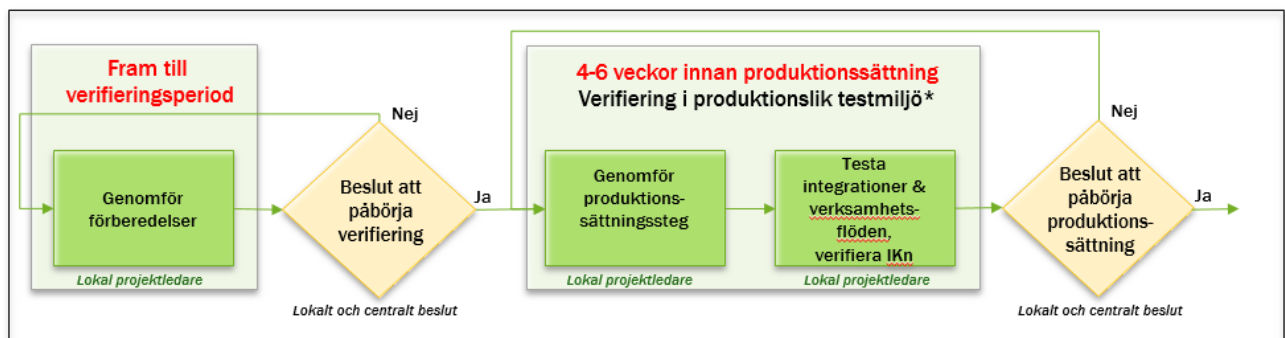 Fram till
verifieringsperiod
Nej
Genomför
förberedelser
Lokal projektledare
Beslut att
påbörja
verifiering
Ja
Lokalt och centralt beslut
4-6 veckor innan produktionssättning
Verifiering i produktionslik testmiljö*
Genomför
produktions-
sättningssteg
Lokal projektledare
Testa
integrationer &
verksamhets-
flöden,
verifiera IKn
Lokal projektledare
Nej
Beslut att
påbörja
produktions-
sättning
Ja
Lokalt och centralt beslut